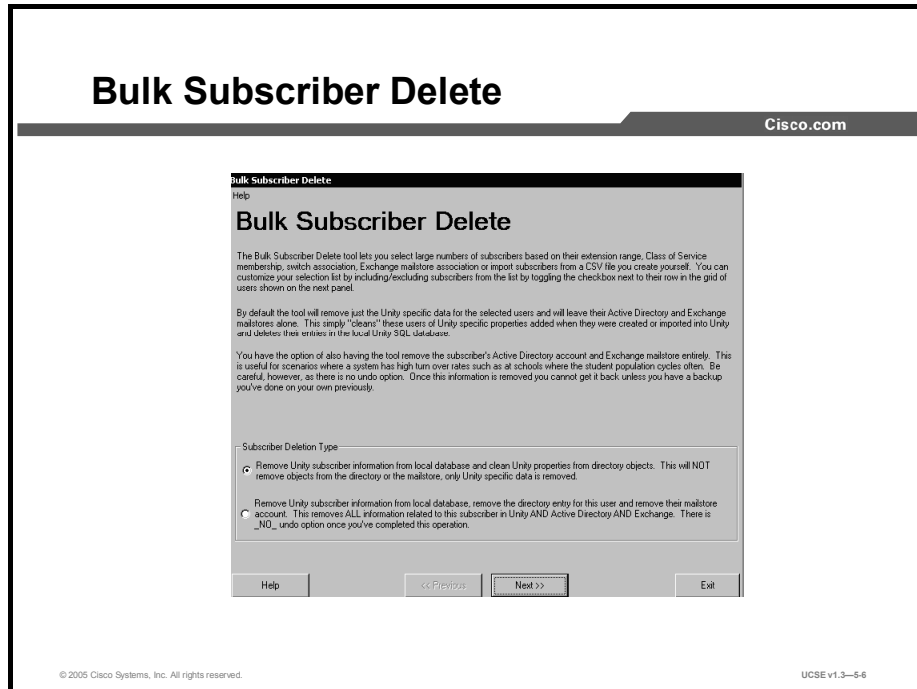 Bulk Subscriber Delete
Cisco.com
Bulk Subscriber Delete
Help
Bulk Subscriber Delete
The Bulk Subscriber Delete tool lets you select large numbers of subscribers based on their extension range, Class of Service
membership, switch association, Exchange mailstore association or import subscribers from a CSV file you create yourself. You can
customize your selection list by including/excluding subscribers from the list by toggling the checkbox next to their row in the grid of
users shown on the next panel.
By default the tool will remove just the Unity specific data for the selected users and will leave their Active Directory and Exchange
mailstores alone. This simply "cleans" these users of Unity specific properties added when they were created or imported into Unity
and deletes their entries in the local Unity SQL database.
You have the option of also having the tool remove the subscriber's Active Directory account and Exchange mailstore entirely. This
is useful for scenarios where a system has high turn over rates such as at schools where the student population cycles often. Be
careful, however, as there is no undo option. Once this information is removed you cannot get it back unless you have a backup
you've done on your own previously.
Subscriber Deletion Type
Remove Unity subscriber information from local database and clean Unity properties from directory objects. This will NOT
remove objects from the directory or the mailstore, only Unity specific data is removed.
Remove Unity subscriber information from local database, remove the directory entry for this user and remove their mailstore
account. This removes ALL information related to this subscriber in Unity AND Active Directory AND Exchange. There is
_NO_ undo option once you've completed this operation.
Help
<< Previous
Next >>
Exit
© 2005 Cisco Systems, Inc. All rights reserved.
UCSE v1.3—5-6